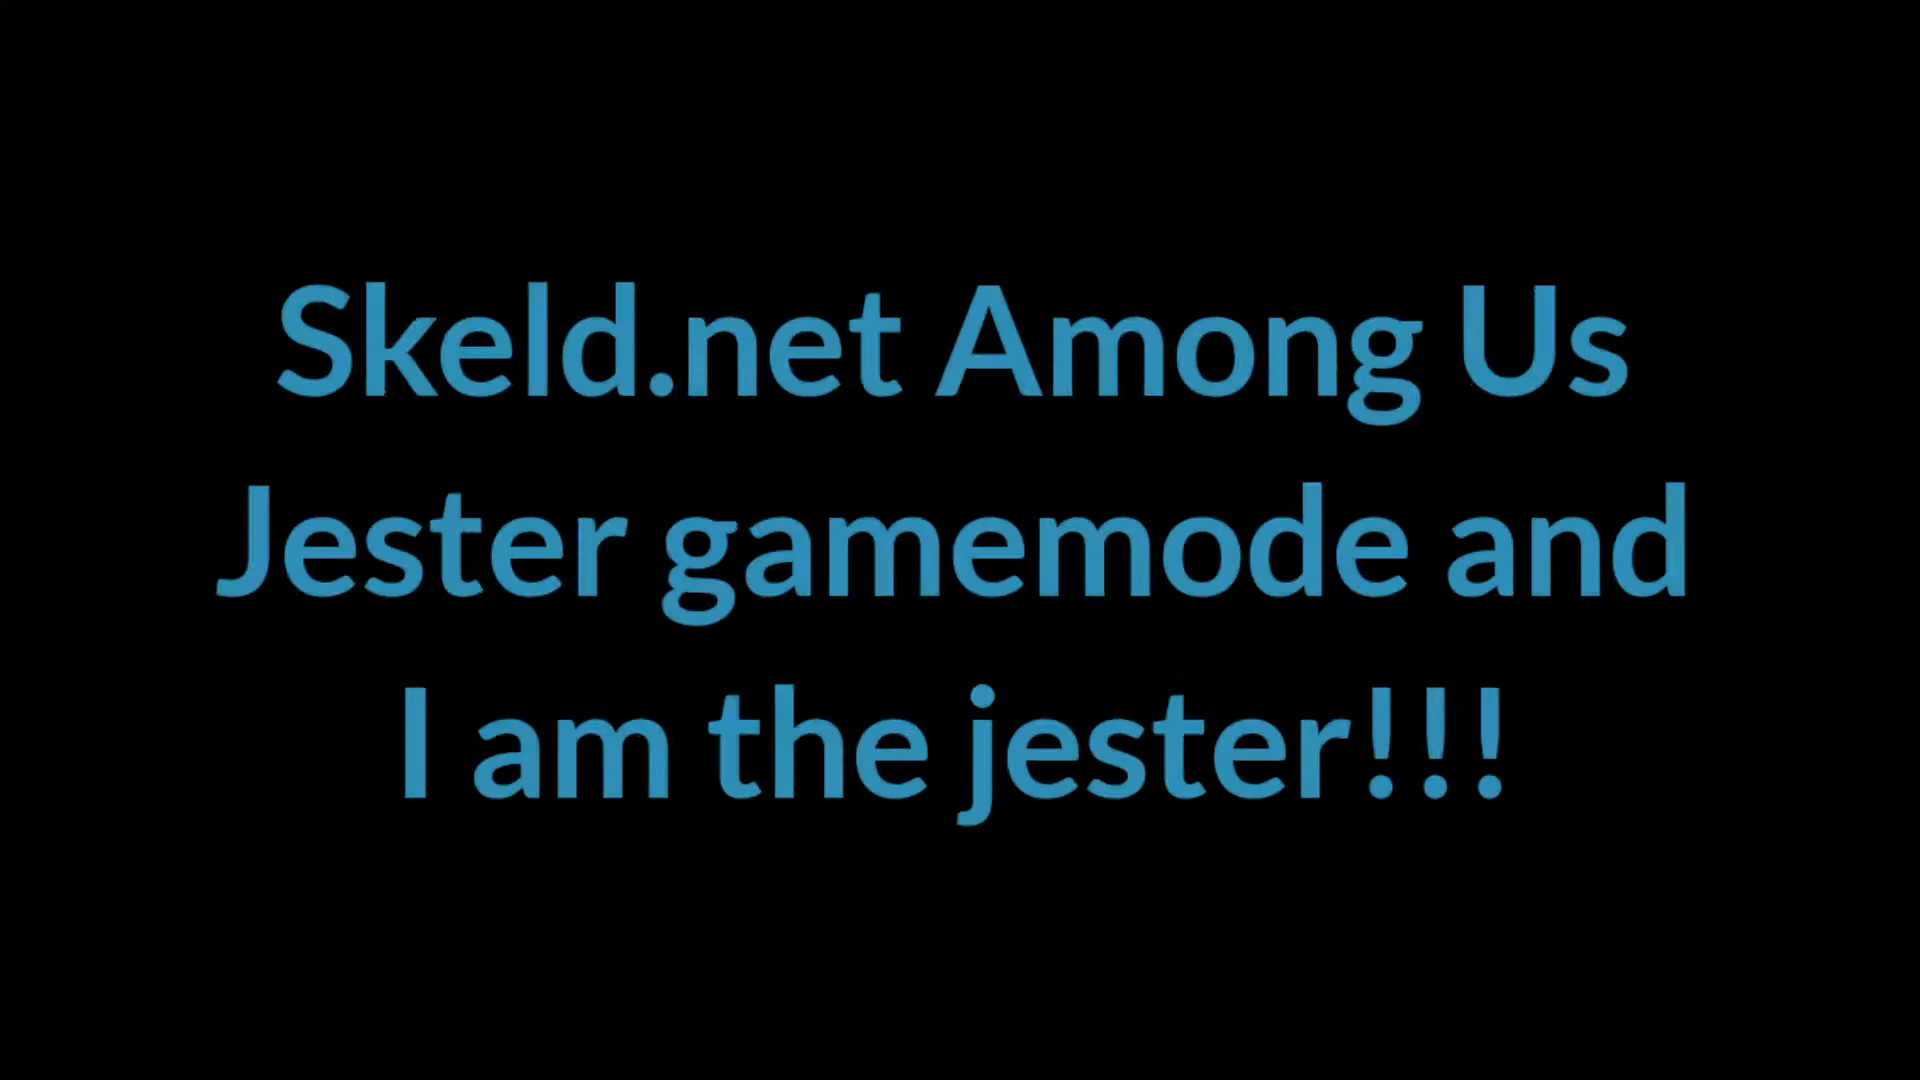 Skeld.net Among Us
Jester gamemode and
I am the jester!!!